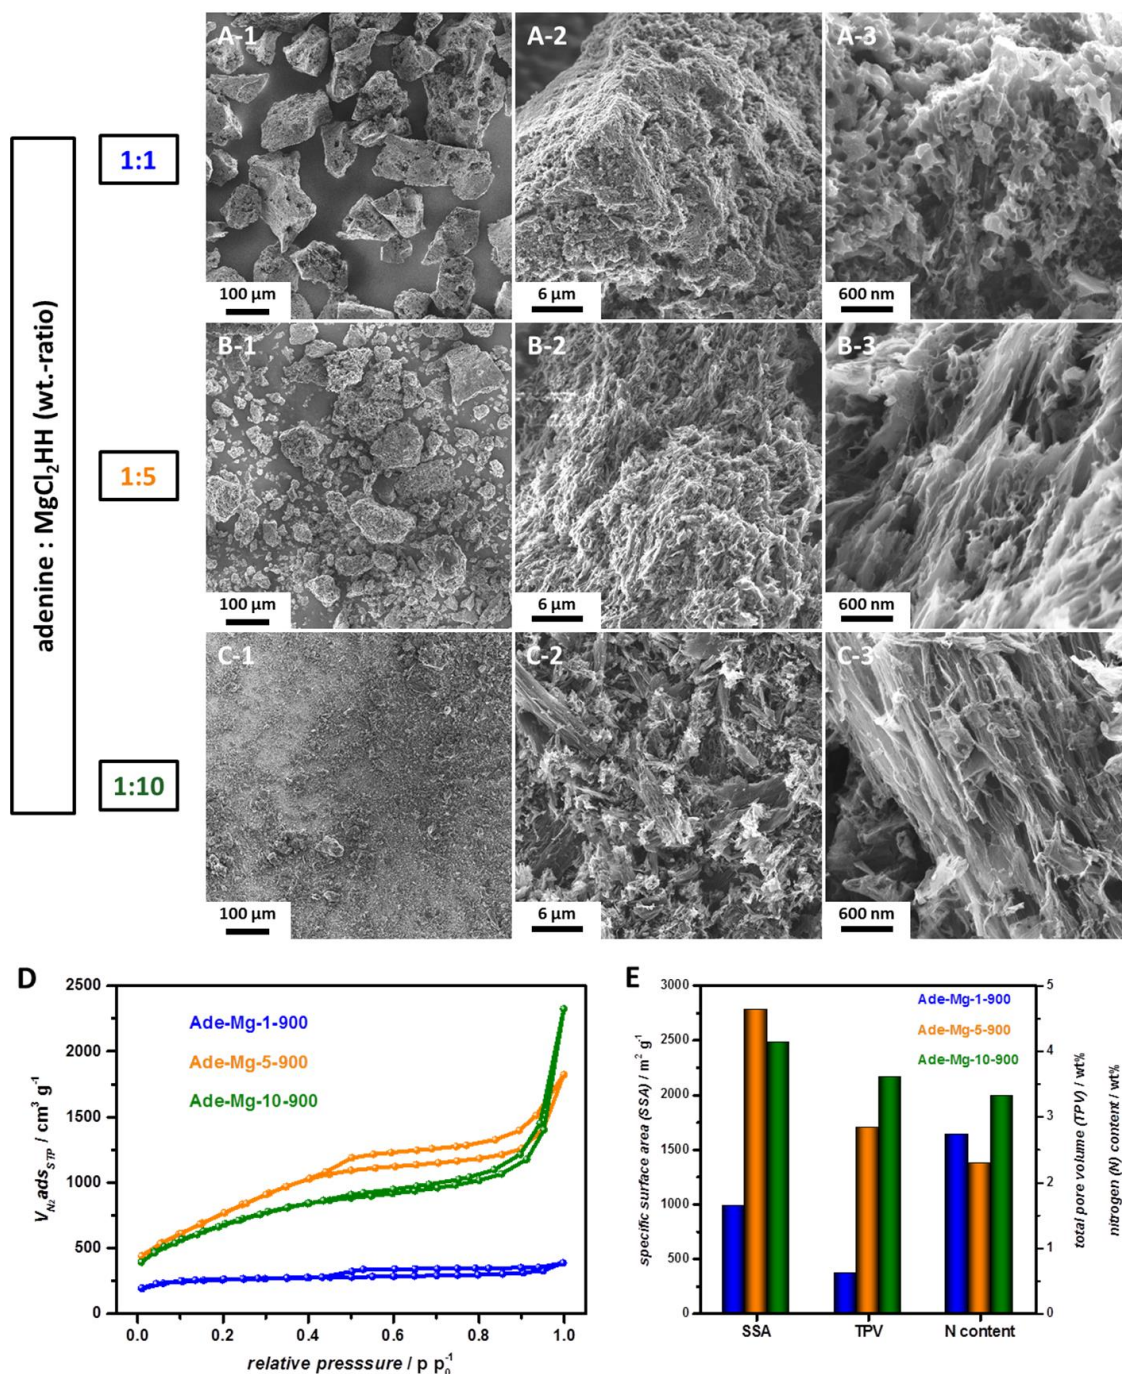 adenine : MgCl₂HH (wt.-ratio)
1:1
A-1
100 µm
A-2
6 µm
A-3
600 nm
1:5
B-1
100 µm
B-2
6 µm
B-3
600 nm
1:10
C-1
100 µm
C-2
6 µm
C-3
600 nm
D
V_N2 ads_STP / cm³ g⁻¹
2500
2000
1500
1000
500
0
Ade-Mg-1-900
Ade-Mg-5-900
Ade-Mg-10-900
0.0 0.2 0.4 0.6 0.8 1.0
relative presssure / p p₀⁻¹
E
specific surface area (SSA) / m² g⁻¹
3000
2500
2000
1500
1000
500
0
Ade-Mg-1-900
Ade-Mg-5-900
Ade-Mg-10-900
SSA TPV N content
5
4
3
2
1
0
total pore volume (TPV) / wt%
nitrogen (N) content / wt%